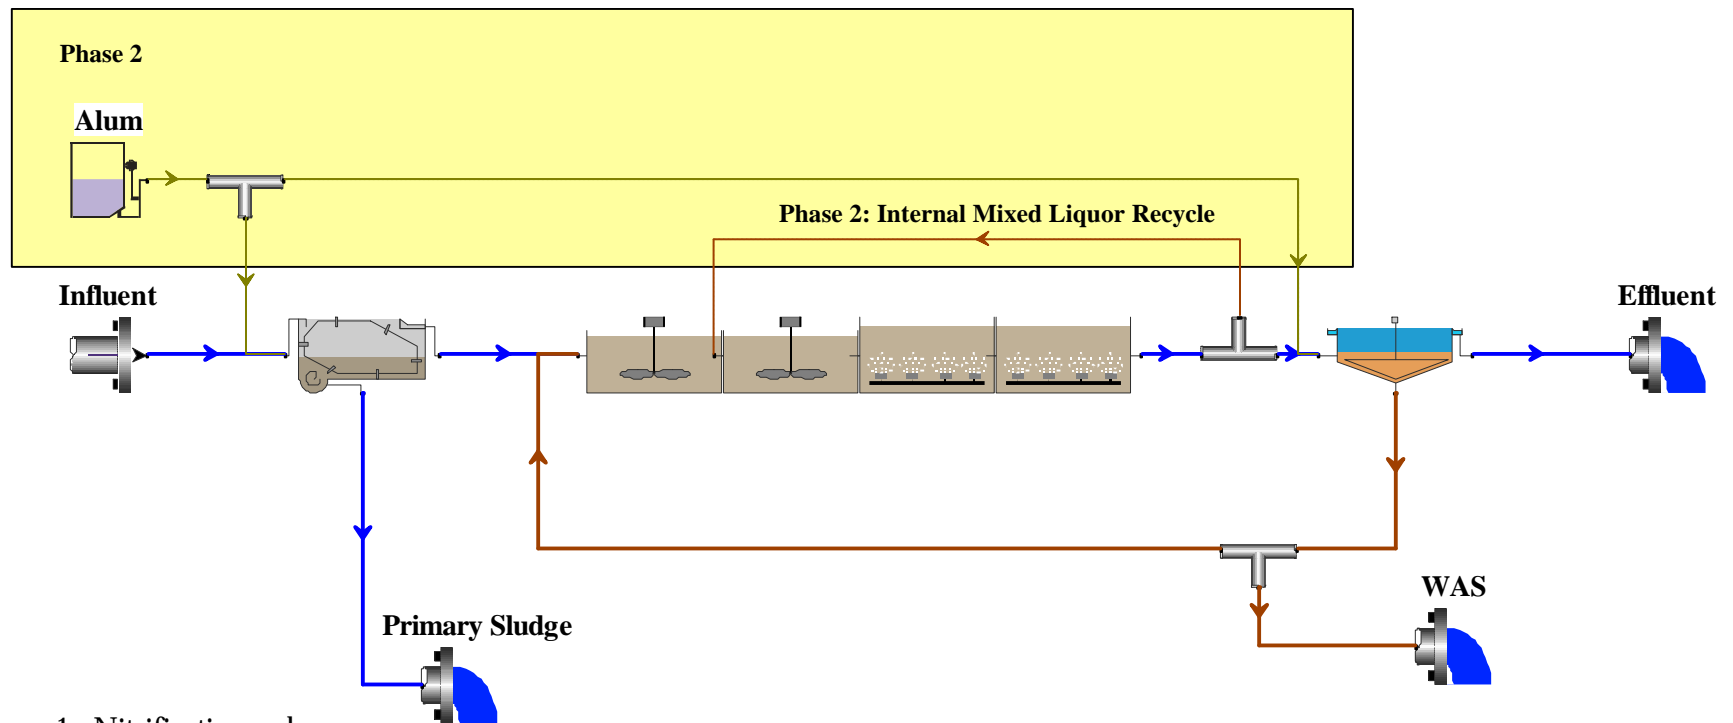 Phase 2
Alum
Phase 2: Internal Mixed Liquor Recycle
Influent
Effluent
WAS
Primary Sludge